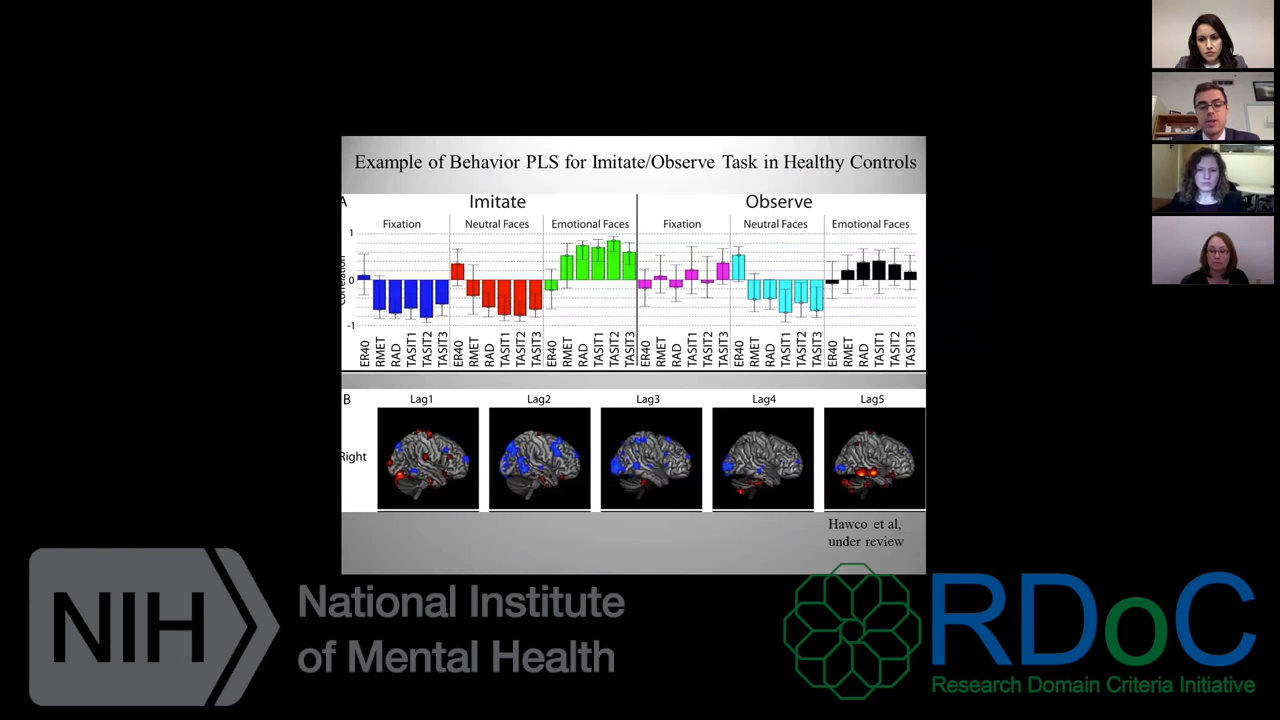 Example of Behavior PLS for Imitate/Observe Task in Healthy Controls
A
Imitate
Observe
Fixation
Neutral Faces
Emotional Faces
Fixation
Neutral Faces
Emotional Faces
1
0
-1
Correlation
ER40 RMET RAD TASIT1 TASIT2 TASIT3 ER40 RMET RAD TASIT1 TASIT2 TASIT3 ER40 RMET RAD TASIT1 TASIT2 TASIT3 ER40 RMET RAD TASIT1 TASIT2 TASIT3 ER40 RMET RAD TASIT1 TASIT2 TASIT3 ER40 RMET RAD TASIT1 TASIT2 TASIT3
B
Lag1
Lag2
Lag3
Lag4
Lag5
Right
Hawco et al,
under review
NIH
National Institute
of Mental Health
RDoC
Research Domain Criteria Initiative